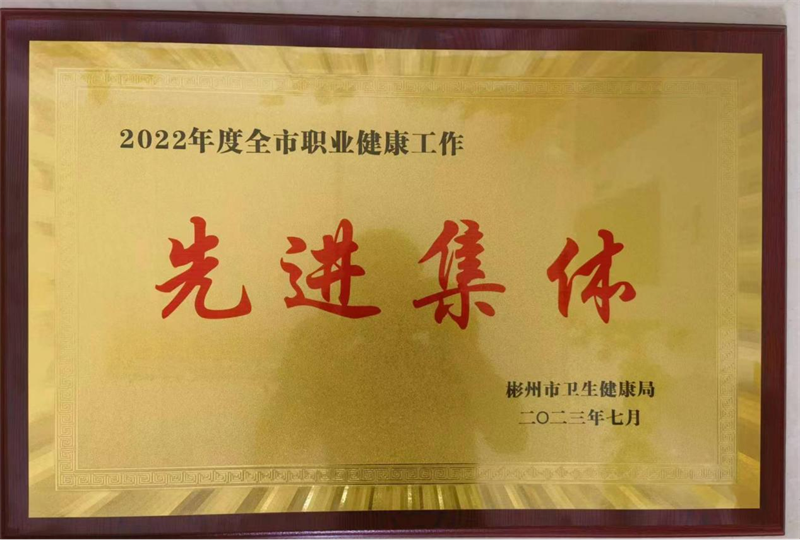 2022年度全市职业健康工作
先进集体
彬州市卫生健康局
二〇二三年七月